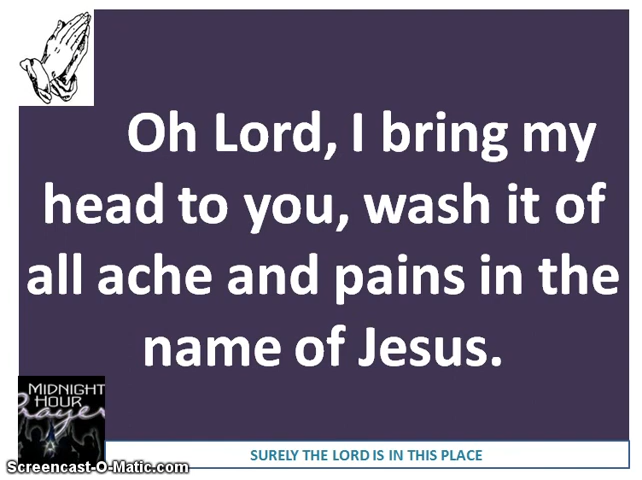 Oh Lord, I bring my
head to you, wash it of
all ache and pains in the
name of Jesus.
MIDNIGHT
HOUR
Prayer
SURELY THE LORD IS IN THIS PLACE
Screencast-O-Matic.com